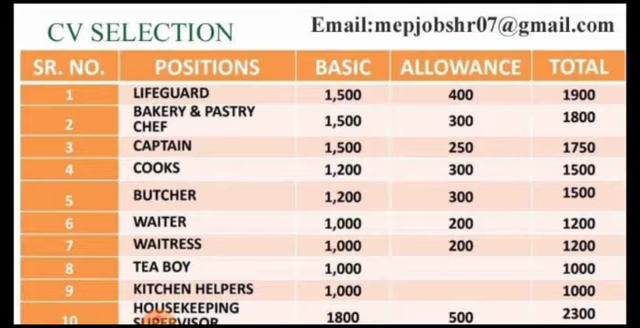 CV SELECTION Email:mepjobshr07@gmail.com
SR. NO. POSITIONS BASIC ALLOWANCE TOTAL
1 LIFEGUARD 1,500 400 1900
2 BAKERY & PASTRY CHEF 1,500 300 1800
3 CAPTAIN 1,500 250 1750
4 COOKS 1,200 300 1500
5 BUTCHER 1,200 300 1500
6 WAITER 1,000 200 1200
7 WAITRESS 1,000 200 1200
8 TEA BOY 1,000 1000
9 KITCHEN HELPERS 1,000 1000
10 HOUSEKEEPING SUPERVISOR 1800 500 2300